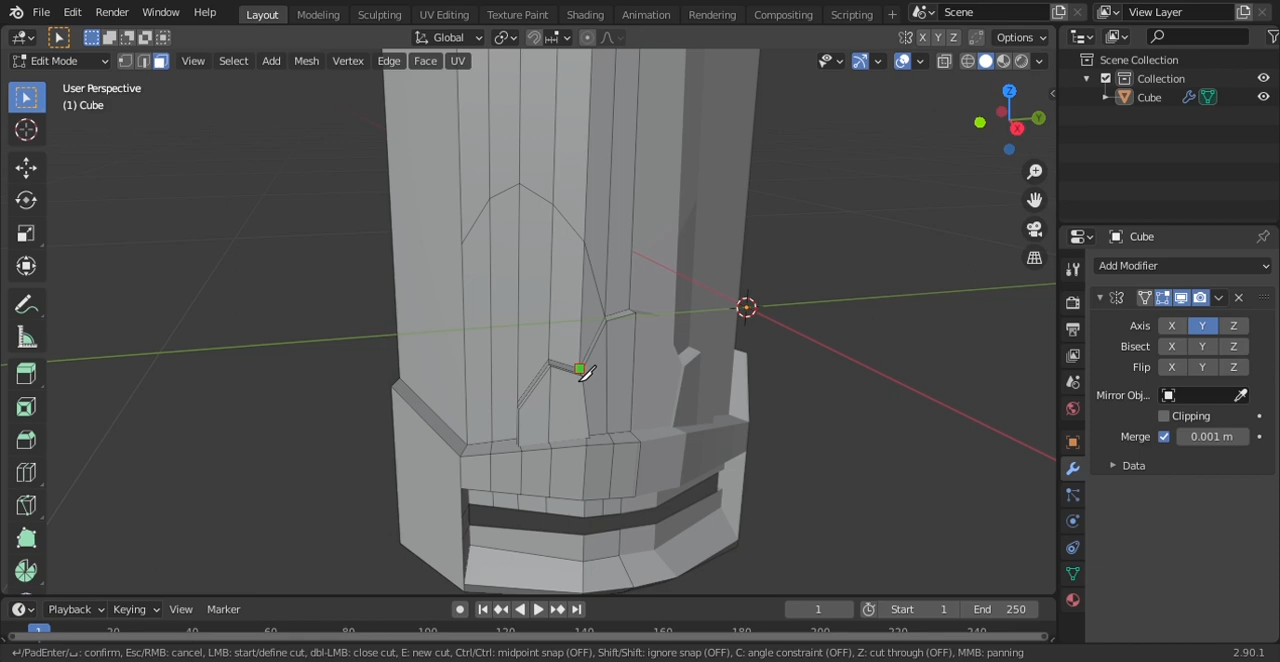 File Edit Render Window Help Layout Modeling Sculpting UV Editing Texture Paint Shading Animation Rendering Compositing Scripting + Scene View Layer
Global X Y Z Options
Edit Mode View Select Add Mesh Vertex Edge Face UV
User Perspective
(1) Cube
Z
Y
X
Scene Collection
Collection
Cube
Cube
Add Modifier
Axis X Y Z
Bisect X Y Z
Flip X Y Z
Mirror Obj...
Clipping
Merge 0.001 m
Data
Playback Keying View Marker 1 Start 1 End 250
1 20 80 100 120 140 160 180 200 220 240
↵/PadEnter/⎵: confirm, Esc/RMB: cancel, LMB: start/define cut, dbl-LMB: close cut, E: new cut, Ctrl/Ctrl: midpoint snap (OFF), Shift/Shift: ignore snap (OFF), C: angle constraint (OFF), Z: cut through (OFF), MMB: panning 2.90.1